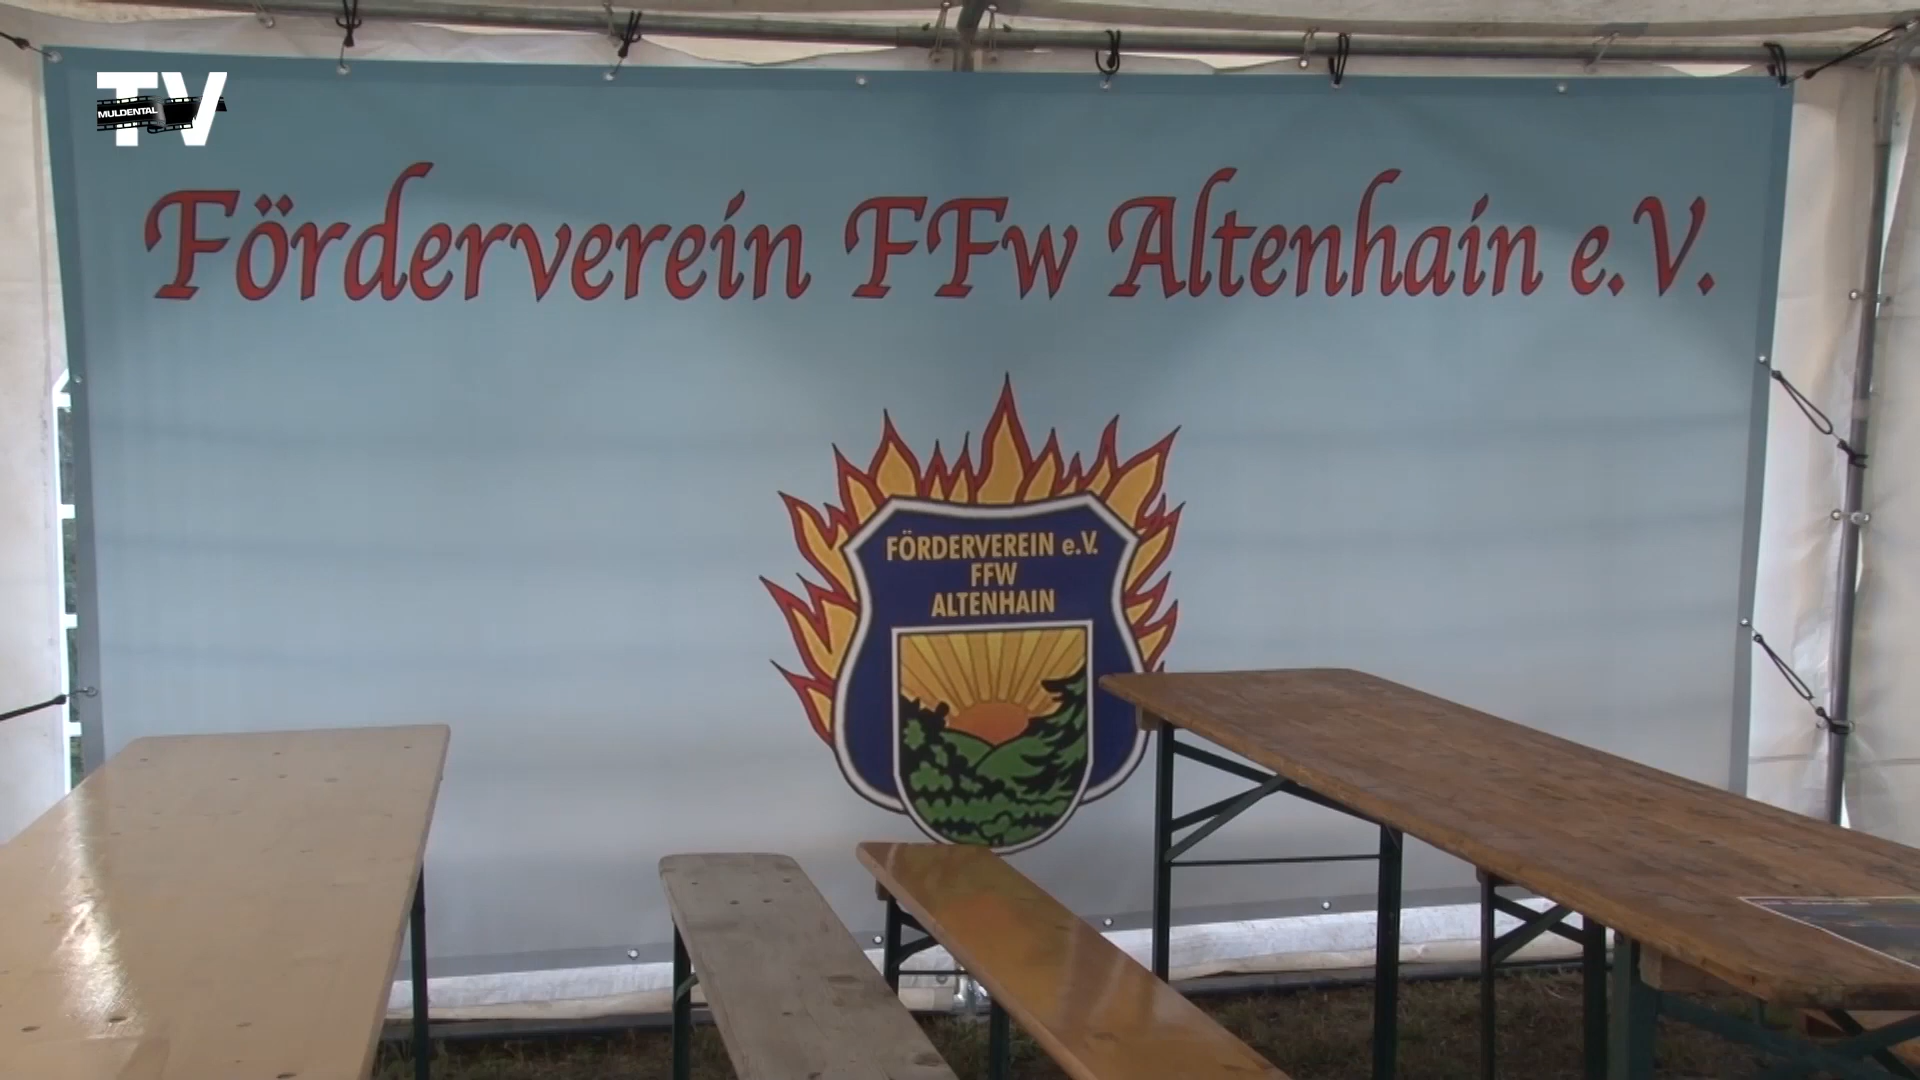 TV
MULDENTAL
Förderverein FFw Altenhain e.V.
FÖRDERVEREIN e.V.
FFW
ALTENHAIN